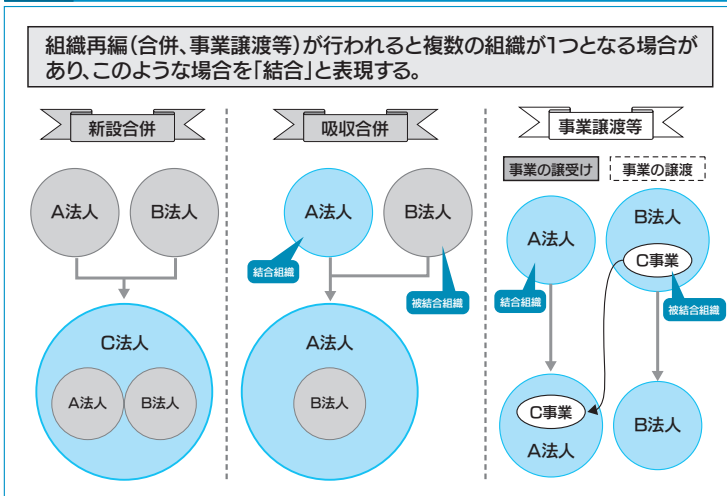 組織再編(合併、事業譲渡等)が行われると複数の組織が1つとなる場合が
あり、このような場合を「結合」と表現する。
新設合併
A法人
B法人
C法人
A法人
B法人
吸収合併
A法人
B法人
結合組織
被結合組織
A法人
B法人
事業譲渡等
事業の譲受け
事業の譲渡
A法人
B法人
C事業
結合組織
被結合組織
C事業
A法人
B法人